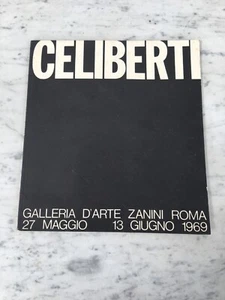 CELIBERTI
GALLERIA D'ARTE ZANINI ROMA
27 MAGGIO 13 GIUGNO 1969